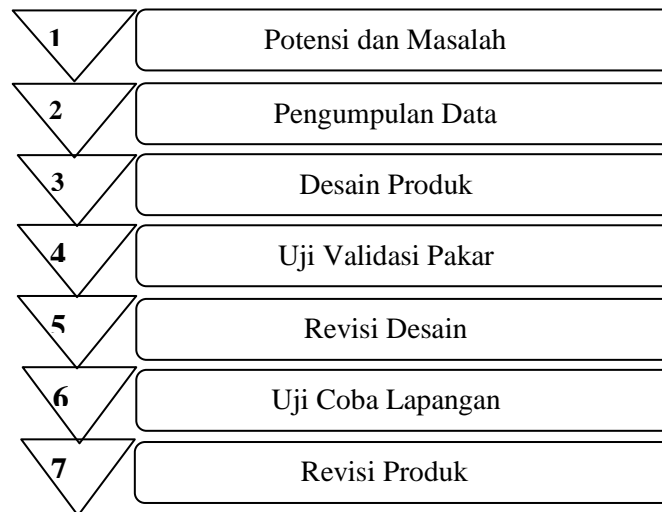 1 Potensi dan Masalah
2 Pengumpulan Data
3 Desain Produk
4 Uji Validasi Pakar
5 Revisi Desain
6 Uji Coba Lapangan
7 Revisi Produk